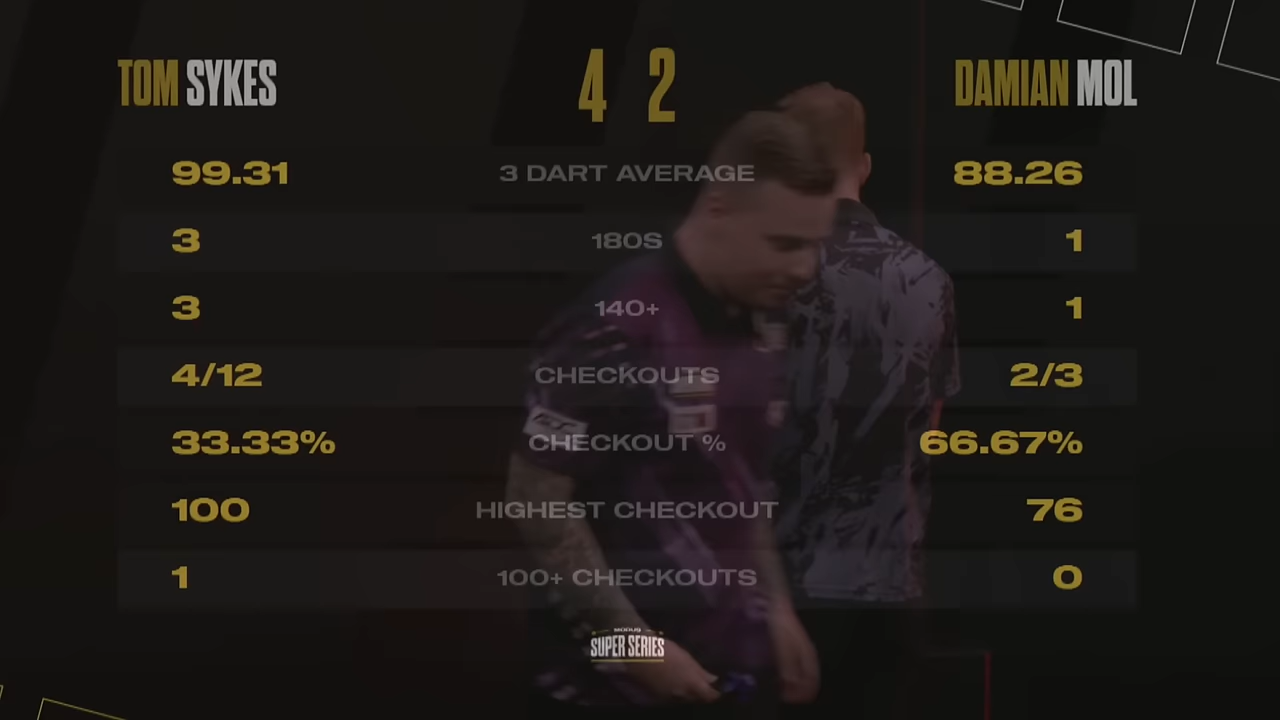 TOM SYKES 4 2 DAMIAN MOL
99.31 3 DART AVERAGE 88.26
3 180S 1
3 140+ 1
4/12 CHECKOUTS 2/3
33.33% CHECKOUT % 66.67%
100 HIGHEST CHECKOUT 76
1 100+ CHECKOUTS 0
MODUS
SUPER SERIES